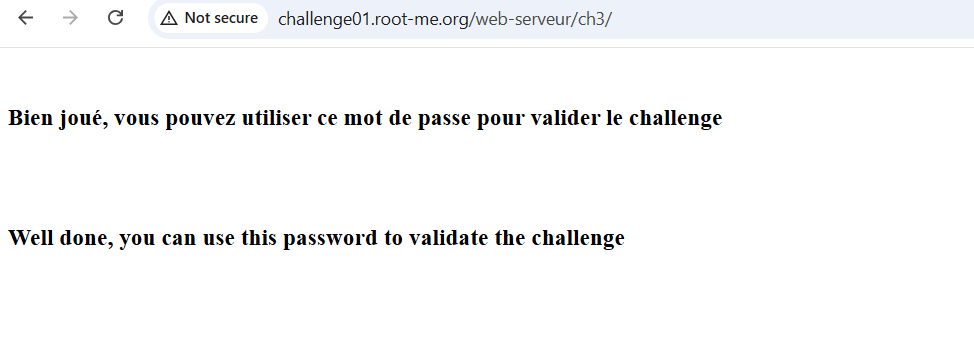 Not secure challenge01.root-me.org/web-serveur/ch3/
Bien joué, vous pouvez utiliser ce mot de passe pour valider le challenge
Well done, you can use this password to validate the challenge